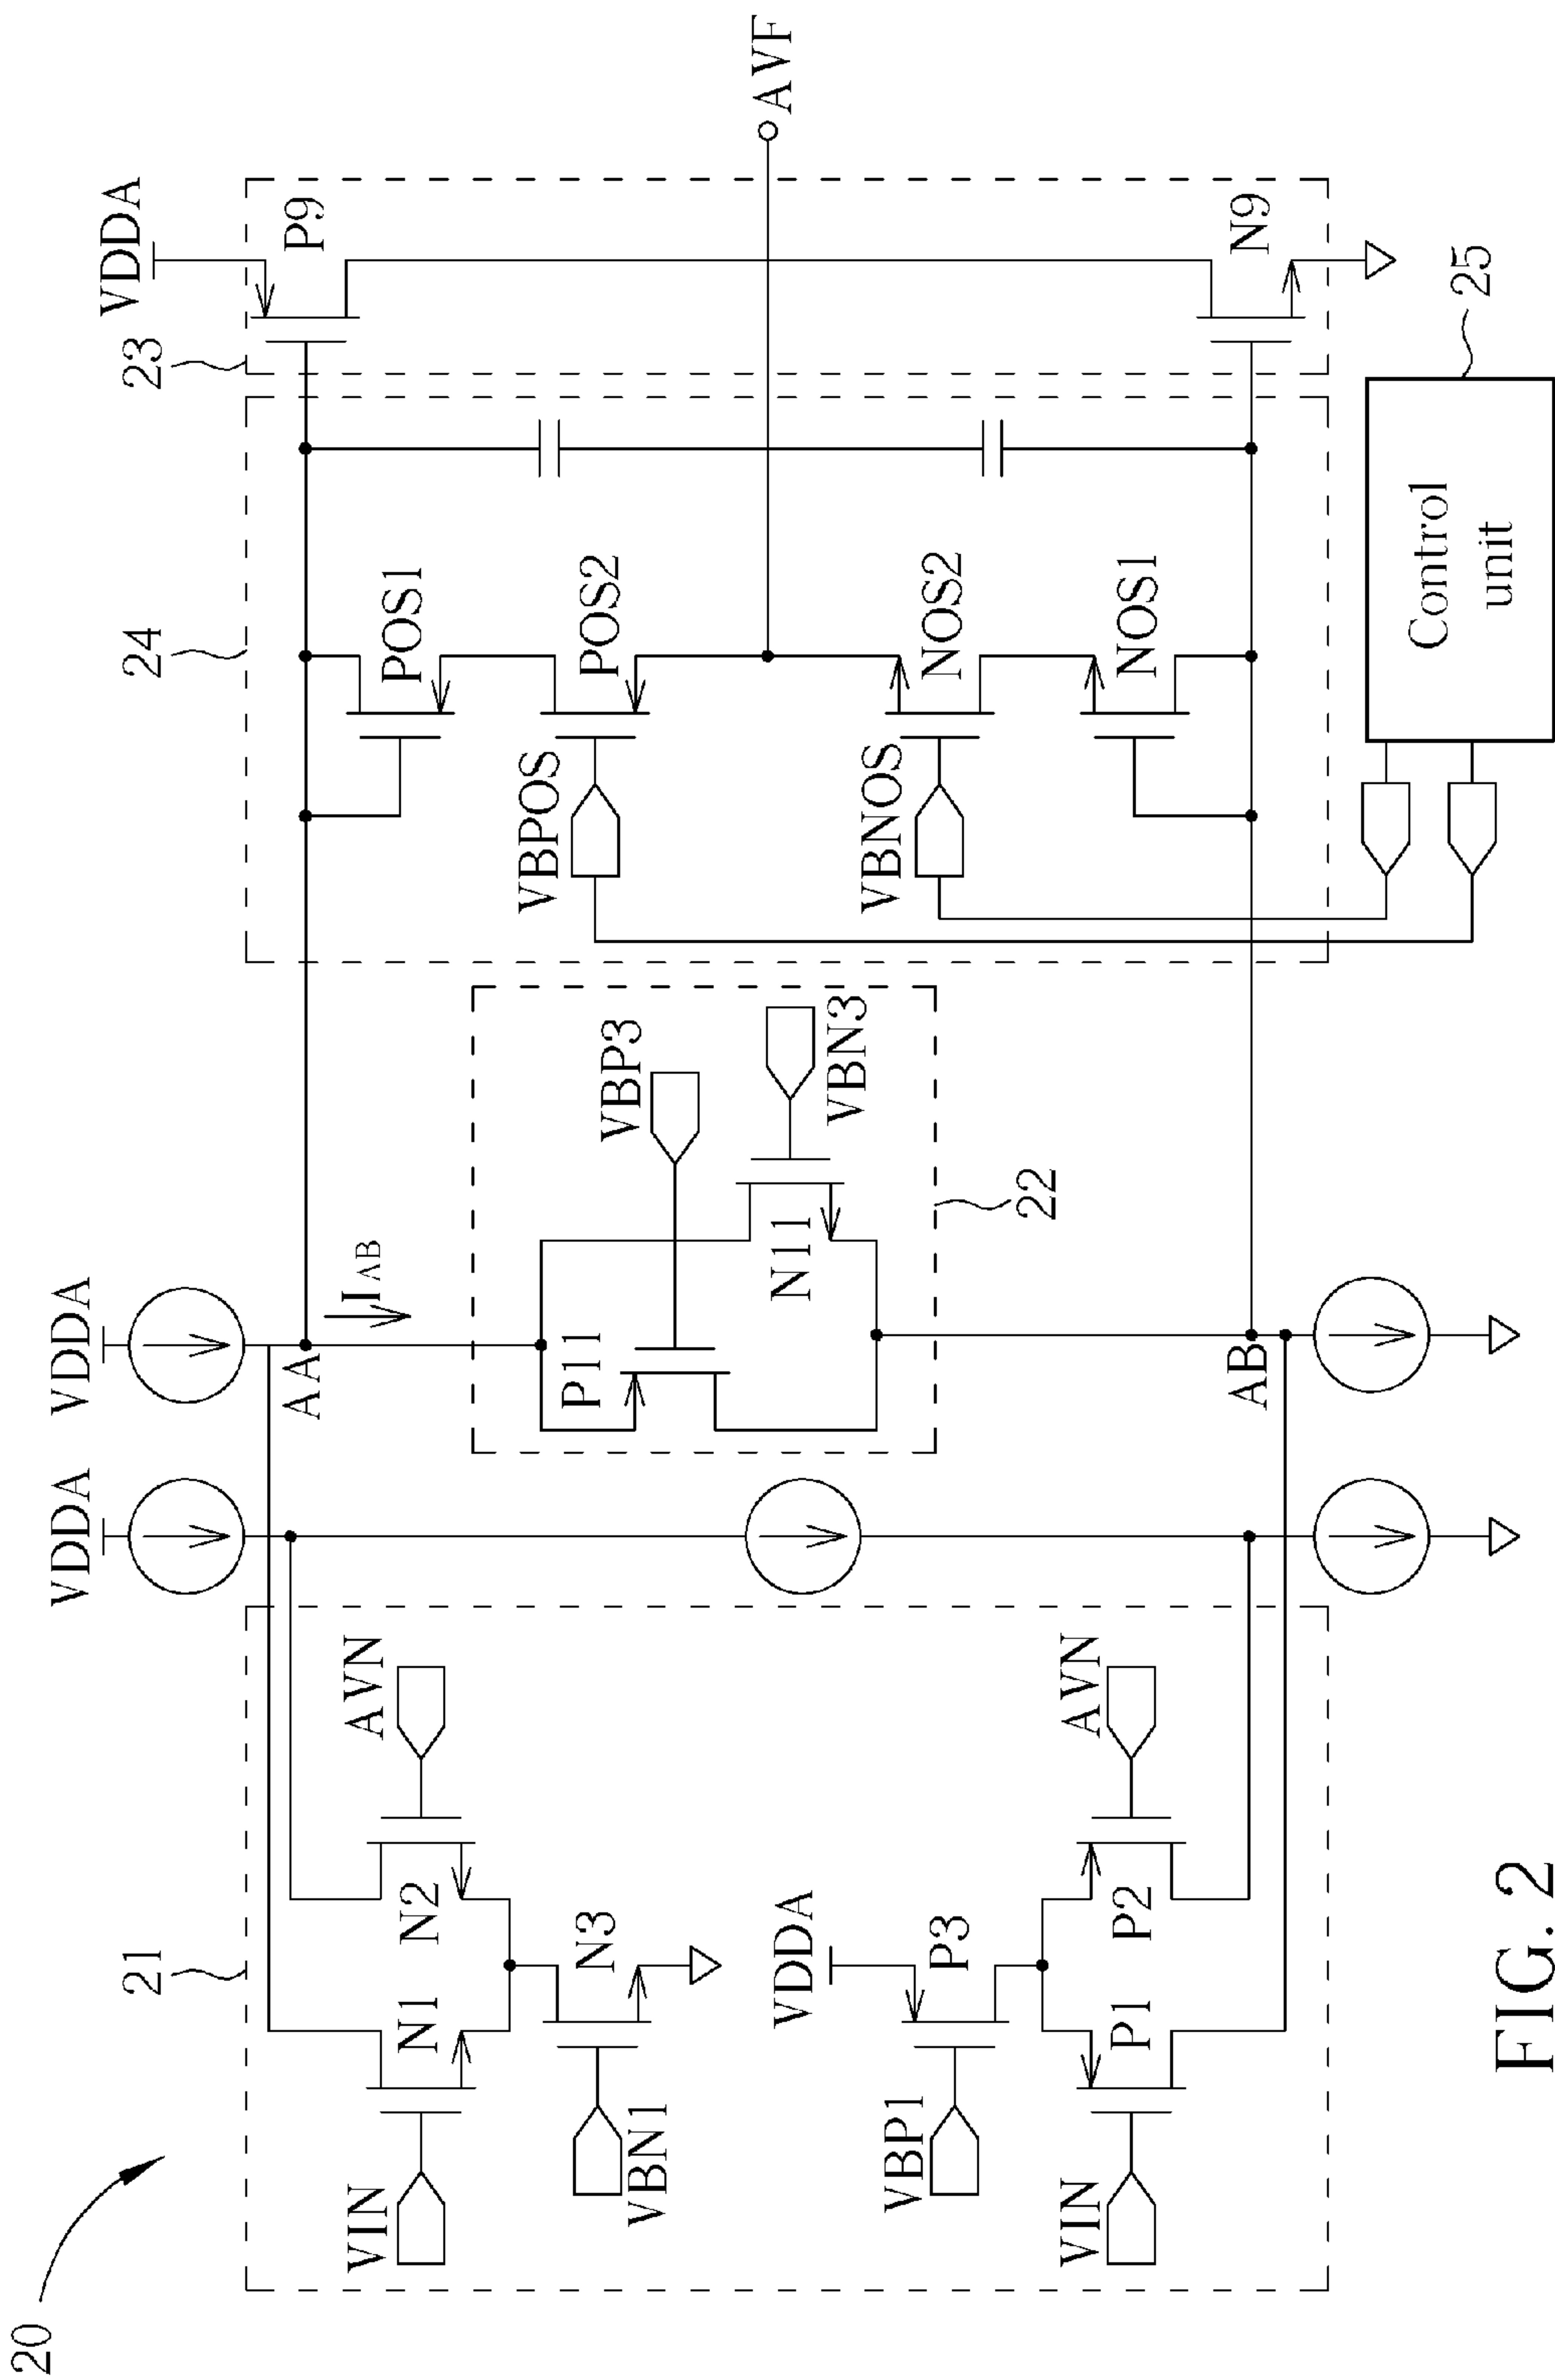 20
21
VIN
N1
N2
AVN
VBN1
N3
VDDA
VBP1
P3
VIN
P1
P2
AVN
VDDA
VDDA
AA
IAB
P11
VBP3
N11
VBN3
22
AB
24
POS1
VBPOS
POS2
VBNOS
NOS2
NOS1
23
VDDA
P9
AVF
N9
Control
unit
25
FIG. 2